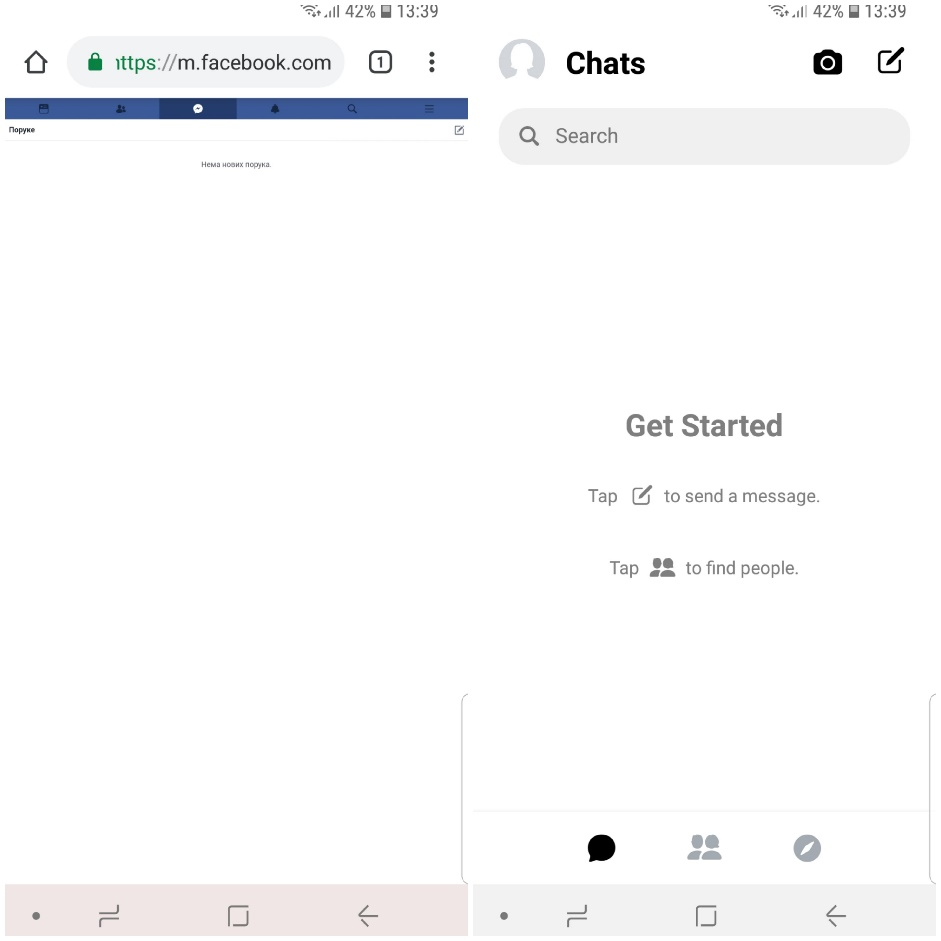 42% 13:39
https://m.facebook.com
1
Поруке
Нема нових порука.
42% 13:39
Chats
Search
Get Started
Tap to send a message.
Tap to find people.